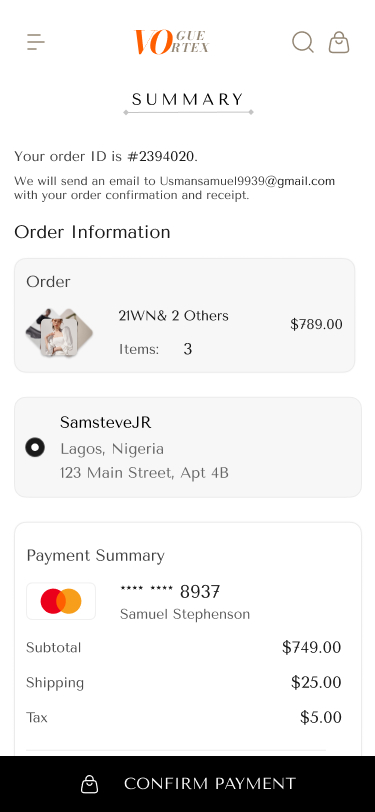 VOGUE
VORTEX
SUMMARY
Your order ID is #2394020.
We will send an email to Usmansamuel9939@gmail.com
with your order confirmation and receipt.
Order Information
Order
21WN& 2 Others
$789.00
Items: 3
SamsteveJR
Lagos, Nigeria
123 Main Street, Apt 4B
Payment Summary
**** **** 8937
Samuel Stephenson
Subtotal $749.00
Shipping $25.00
Tax $5.00
CONFIRM PAYMENT